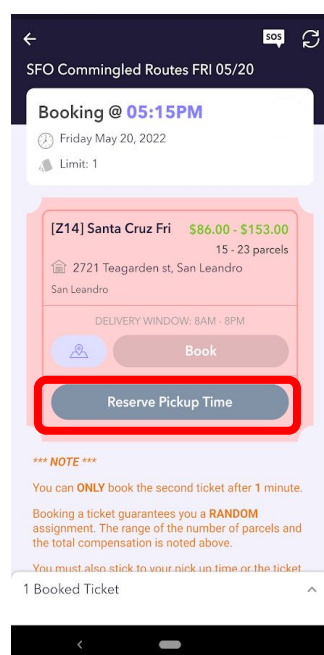 SOS
SFO Commingled Routes FRI 05/20
Booking @ 05:15PM
Friday May 20, 2022
Limit: 1
[Z14] Santa Cruz Fri $86.00 - $153.00
15 - 23 parcels
2721 Teagarden st, San Leandro
San Leandro
DELIVERY WINDOW: 8AM - 8PM
Book
Reserve Pickup Time
*** NOTE ***
You can ONLY book the second ticket after 1 minute.
Booking a ticket guarantees you a RANDOM
assignment. The range of the number of parcels and
the total compensation is noted above.
You must also stick to your pick up time or the ticket
1 Booked Ticket